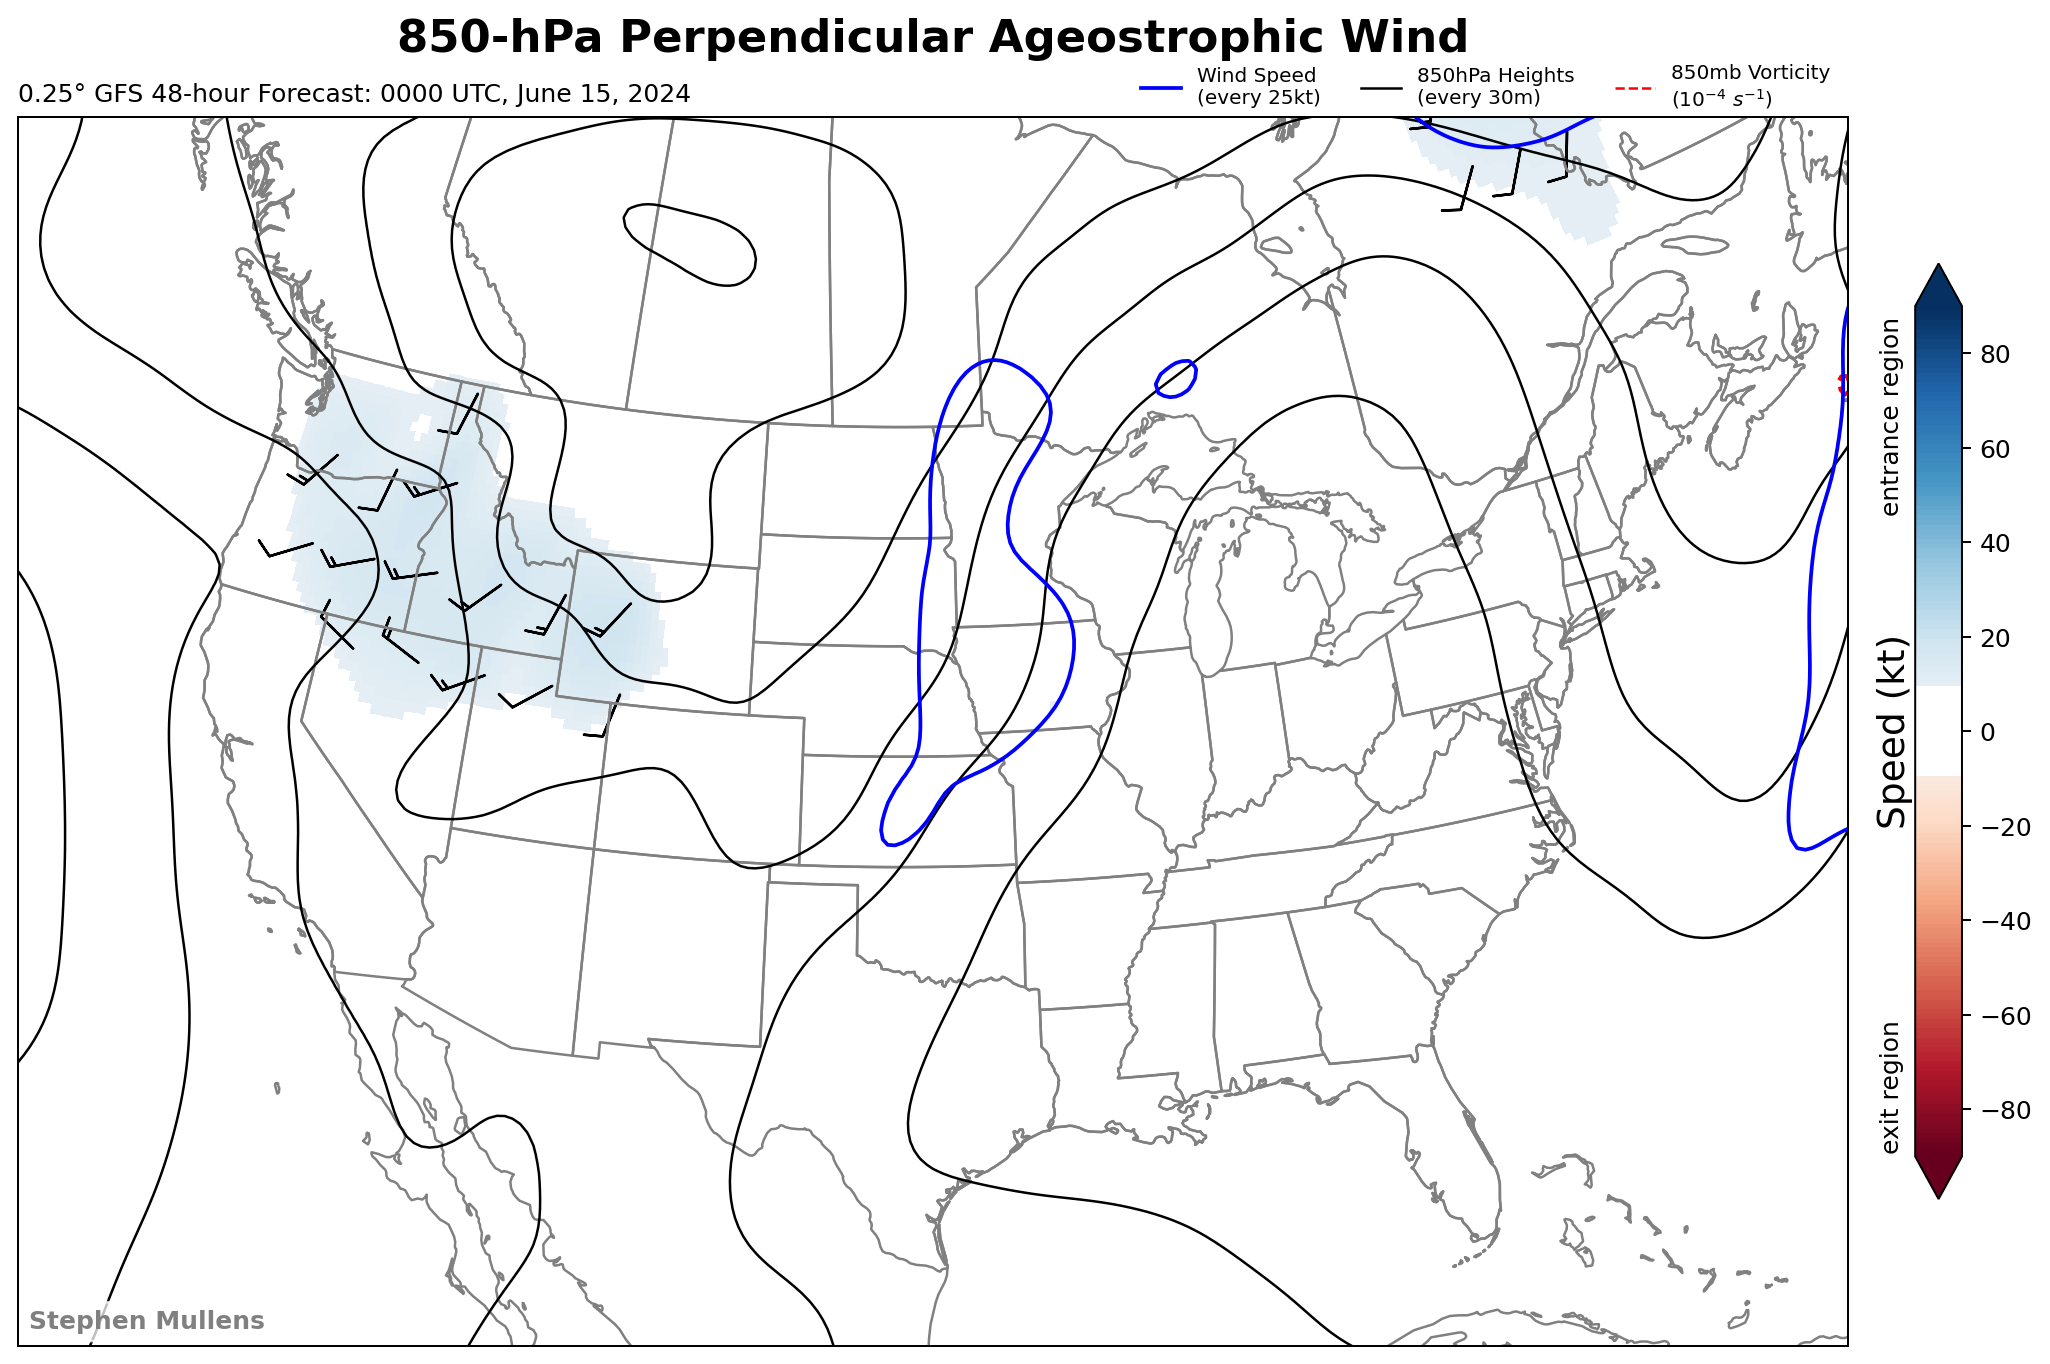 850-hPa Perpendicular Ageostrophic Wind
0.25° GFS 48-hour Forecast: 0000 UTC, June 15, 2024
Wind Speed
(every 25kt)
850hPa Heights
(every 30m)
850mb Vorticity
(10⁻⁴ s⁻¹)
entrance region
Speed (kt)
exit region
80
60
40
20
0
−20
−40
−60
−80
Stephen Mullens